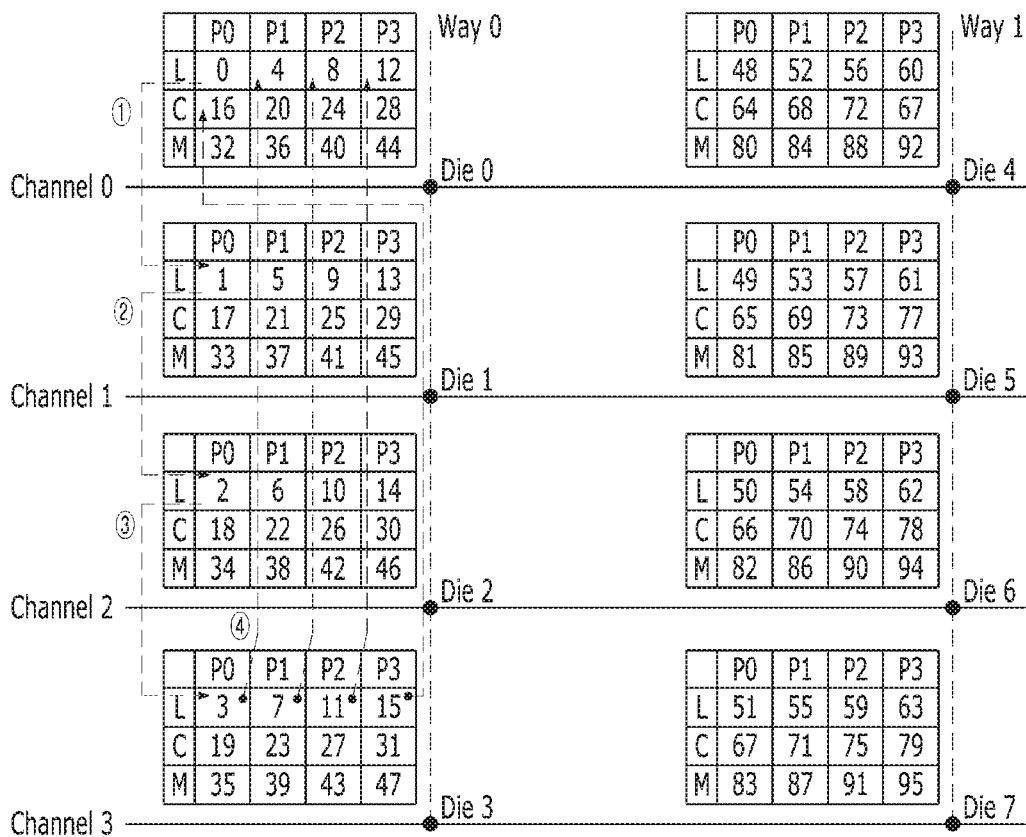 P0 P1 P2 P3 Way 0 P0 P1 P2 P3 Way 1
L 0 4 8 12 L 48 52 56 60
① C 16 20 24 28 C 64 68 72 67
M 32 36 40 44 M 80 84 88 92
Channel 0 Die 0 Die 4
P0 P1 P2 P3 P0 P1 P2 P3
L 1 5 9 13 L 49 53 57 61
② C 17 21 25 29 C 65 69 73 77
M 33 37 41 45 M 81 85 89 93
Channel 1 Die 1 Die 5
P0 P1 P2 P3 P0 P1 P2 P3
L 2 6 10 14 L 50 54 58 62
③ C 18 22 26 30 C 66 70 74 78
M 34 38 42 46 M 82 86 90 94
Channel 2 Die 2 Die 6
④
P0 P1 P2 P3 P0 P1 P2 P3
L 3 7 11 15 L 51 55 59 63
C 19 23 27 31 C 67 71 75 79
M 35 39 43 47 M 83 87 91 95
Channel 3 Die 3 Die 7